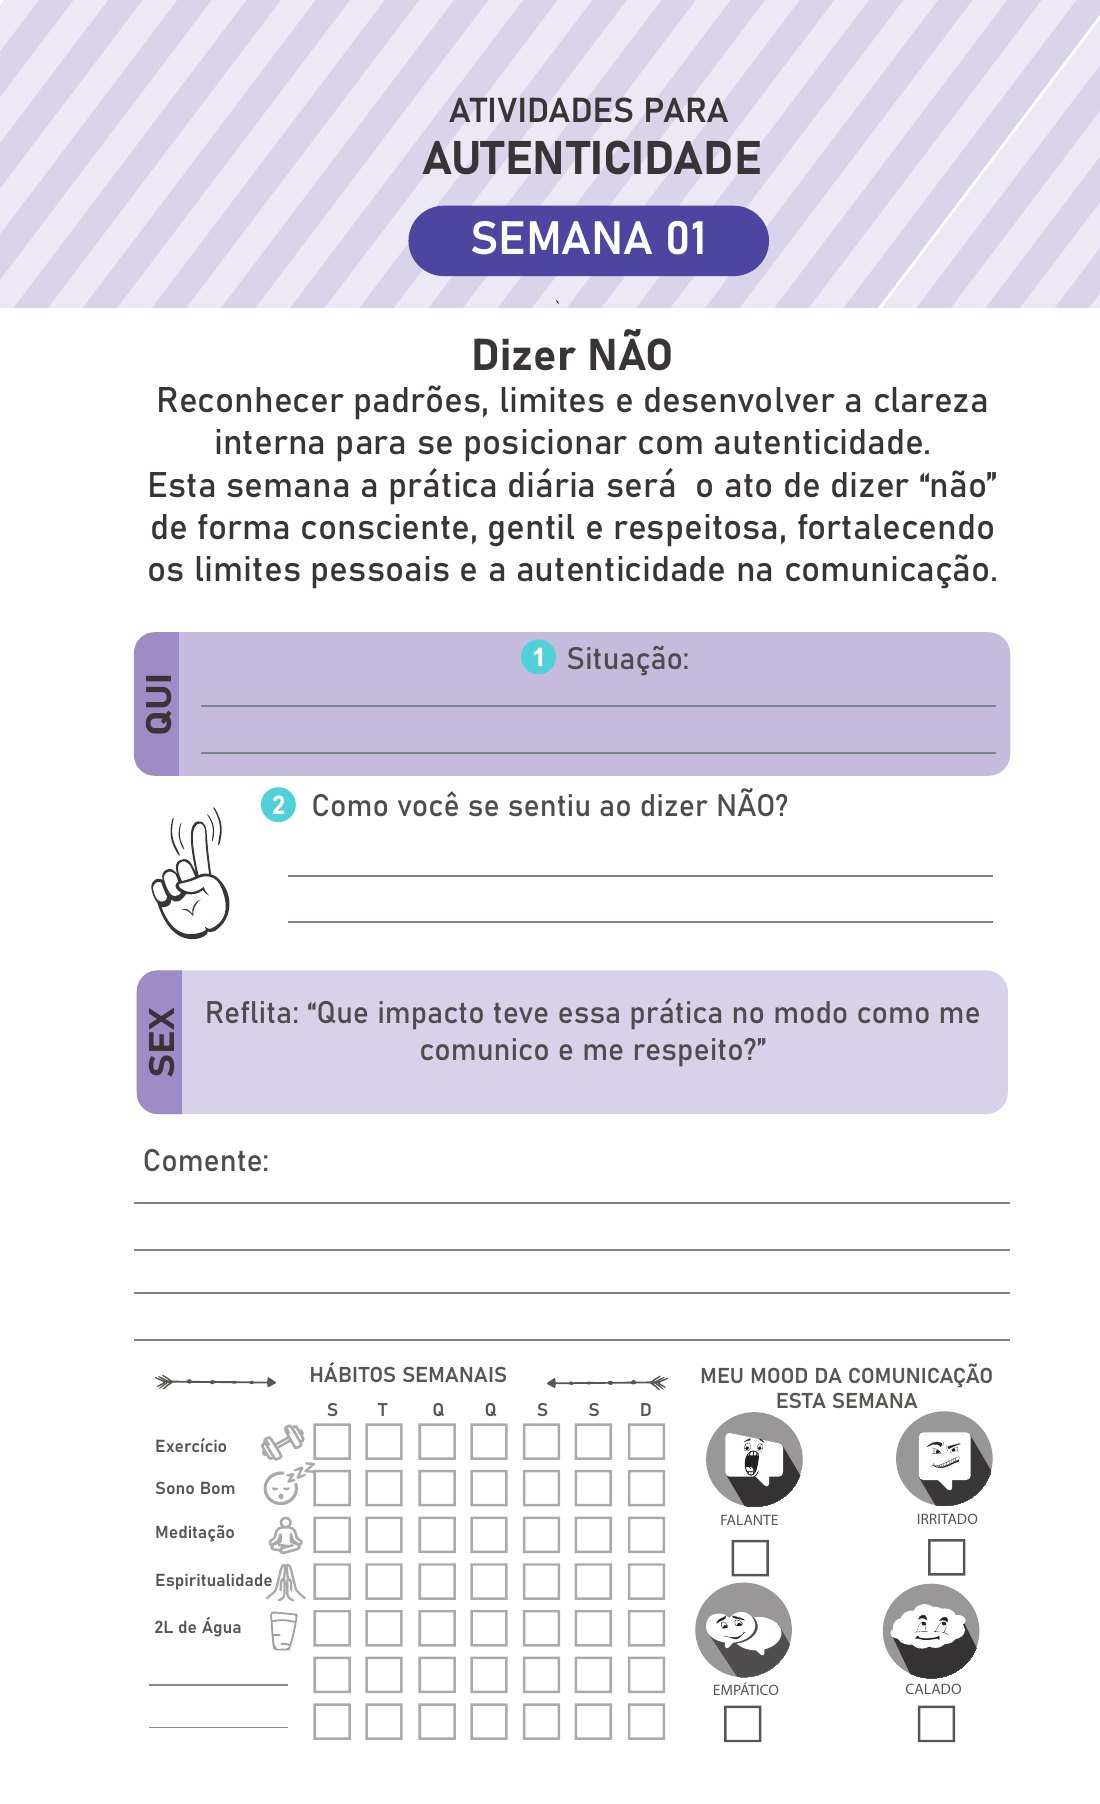 ATIVIDADES PARA
AUTENTICIDADE
SEMANA 01
Dizer NÃO
Reconhecer padrões, limites e desenvolver a clareza
interna para se posicionar com autenticidade.
Esta semana a prática diária será o ato de dizer “não”
de forma consciente, gentil e respeitosa, fortalecendo
os limites pessoais e a autenticidade na comunicação.
QUI
1 Situação:
2 Como você se sentiu ao dizer NÃO?
SEX
Reflita: “Que impacto teve essa prática no modo como me
comunico e me respeito?”
Comente:
HÁBITOS SEMANAIS
S T Q Q S S D
Exercício
Sono Bom
zzzz
Meditação
Espiritualidade
2L de Água
MEU MOOD DA COMUNICAÇÃO
ESTA SEMANA
FALANTE
IRRITADO
EMPÁTICO
CALADO